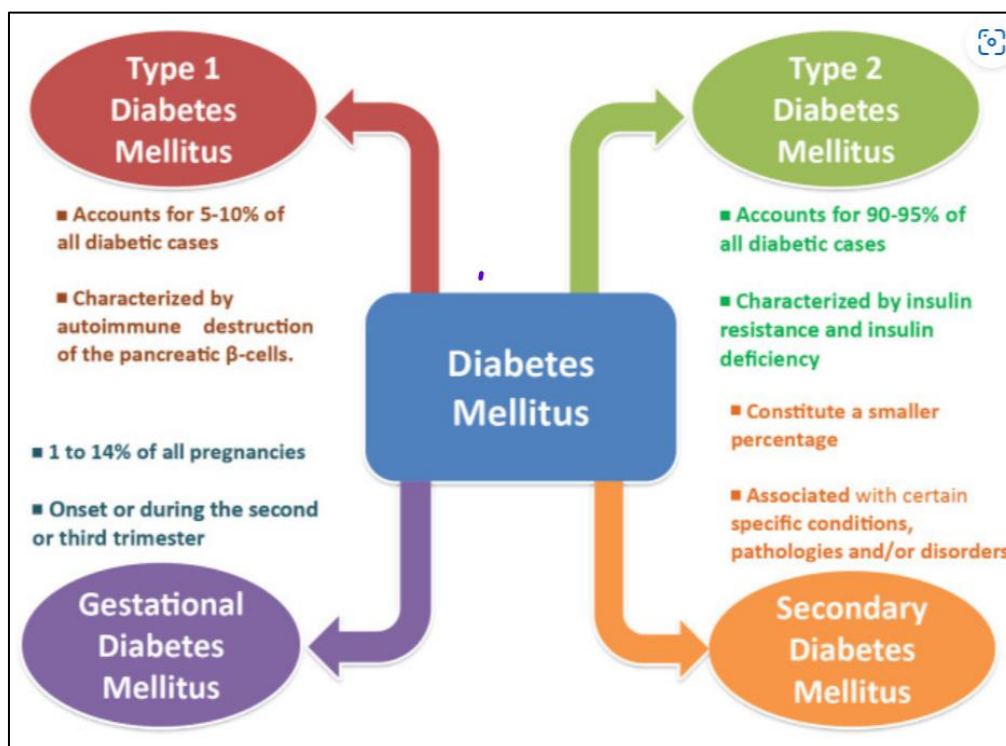 Type 1
Diabetes
Mellitus
■ Accounts for 5-10% of
all diabetic cases
■ Characterized by
autoimmune destruction
of the pancreatic β-cells.
Type 2
Diabetes
Mellitus
■ Accounts for 90-95% of
all diabetic cases
■ Characterized by insulin
resistance and insulin
deficiency
Diabetes
Mellitus
■ 1 to 14% of all pregnancies
■ Onset or during the second
or third trimester
Gestational
Diabetes
Mellitus
■ Constitute a smaller
percentage
■ Associated with certain
specific conditions,
pathologies and/or disorders
Secondary
Diabetes
Mellitus